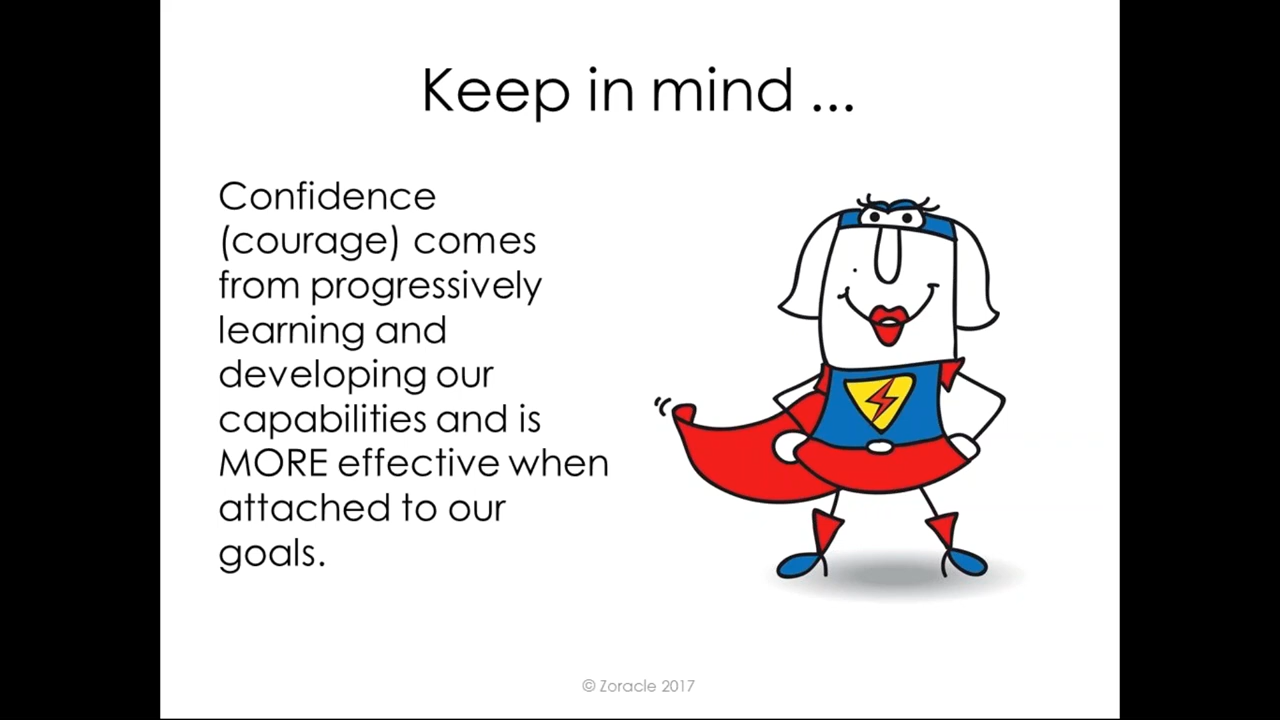 Keep in mind ...
Confidence
(courage) comes
from progressively
learning and
developing our
capabilities and is
MORE effective when
attached to our
goals.
© Zoracle 2017